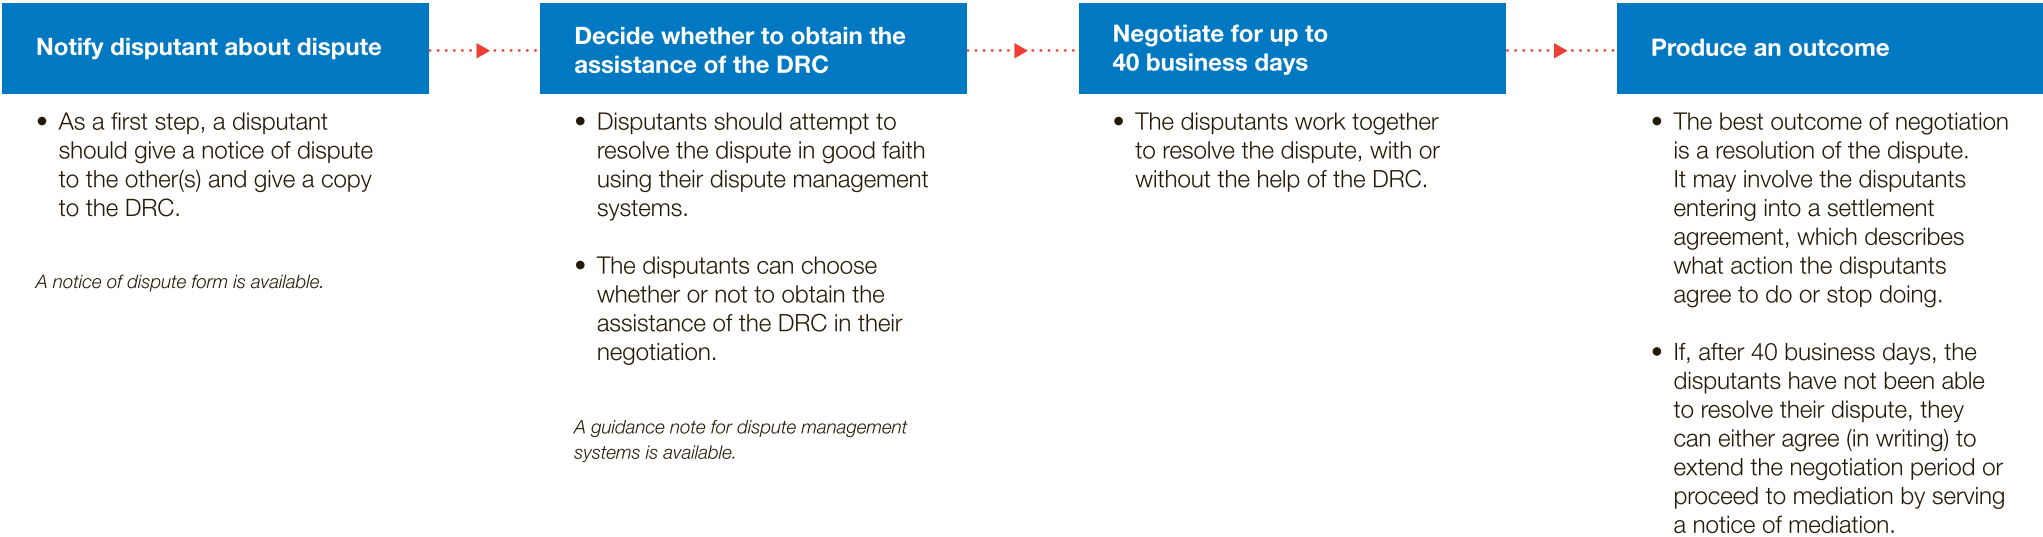 Notify disputant about dispute
• As a first step, a disputant
should give a notice of dispute
to the other(s) and give a copy
to the DRC.
A notice of dispute form is available.
Decide whether to obtain the
assistance of the DRC
• Disputants should attempt to
resolve the dispute in good faith
using their dispute management
systems.
• The disputants can choose
whether or not to obtain the
assistance of the DRC in their
negotiation.
A guidance note for dispute management
systems is available.
Negotiate for up to
40 business days
• The disputants work together
to resolve the dispute, with or
without the help of the DRC.
Produce an outcome
• The best outcome of negotiation
is a resolution of the dispute.
It may involve the disputants
entering into a settlement
agreement, which describes
what action the disputants
agree to do or stop doing.
• If, after 40 business days, the
disputants have not been able
to resolve their dispute, they
can either agree (in writing) to
extend the negotiation period or
proceed to mediation by serving
a notice of mediation.